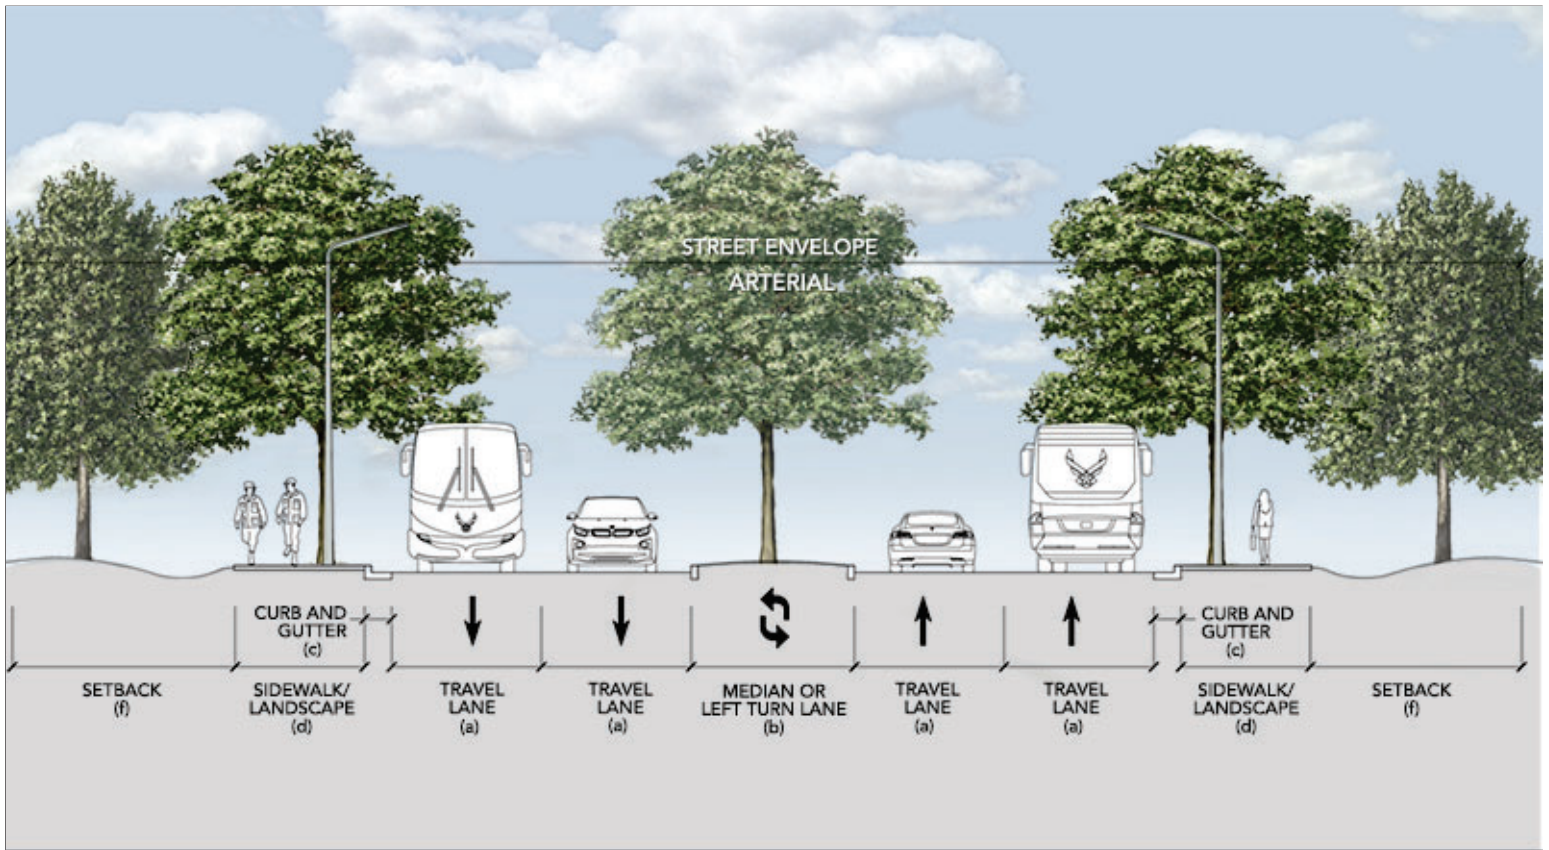 STREET ENVELOPE
ARTERIAL
CURB AND
GUTTER
(c)
CURB AND
GUTTER
(c)
SETBACK
(f)
SIDEWALK/
LANDSCAPE
(d)
TRAVEL
LANE
(a)
TRAVEL
LANE
(a)
MEDIAN OR
LEFT TURN LANE
(b)
TRAVEL
LANE
(a)
TRAVEL
LANE
(a)
SIDEWALK/
LANDSCAPE
(d)
SETBACK
(f)